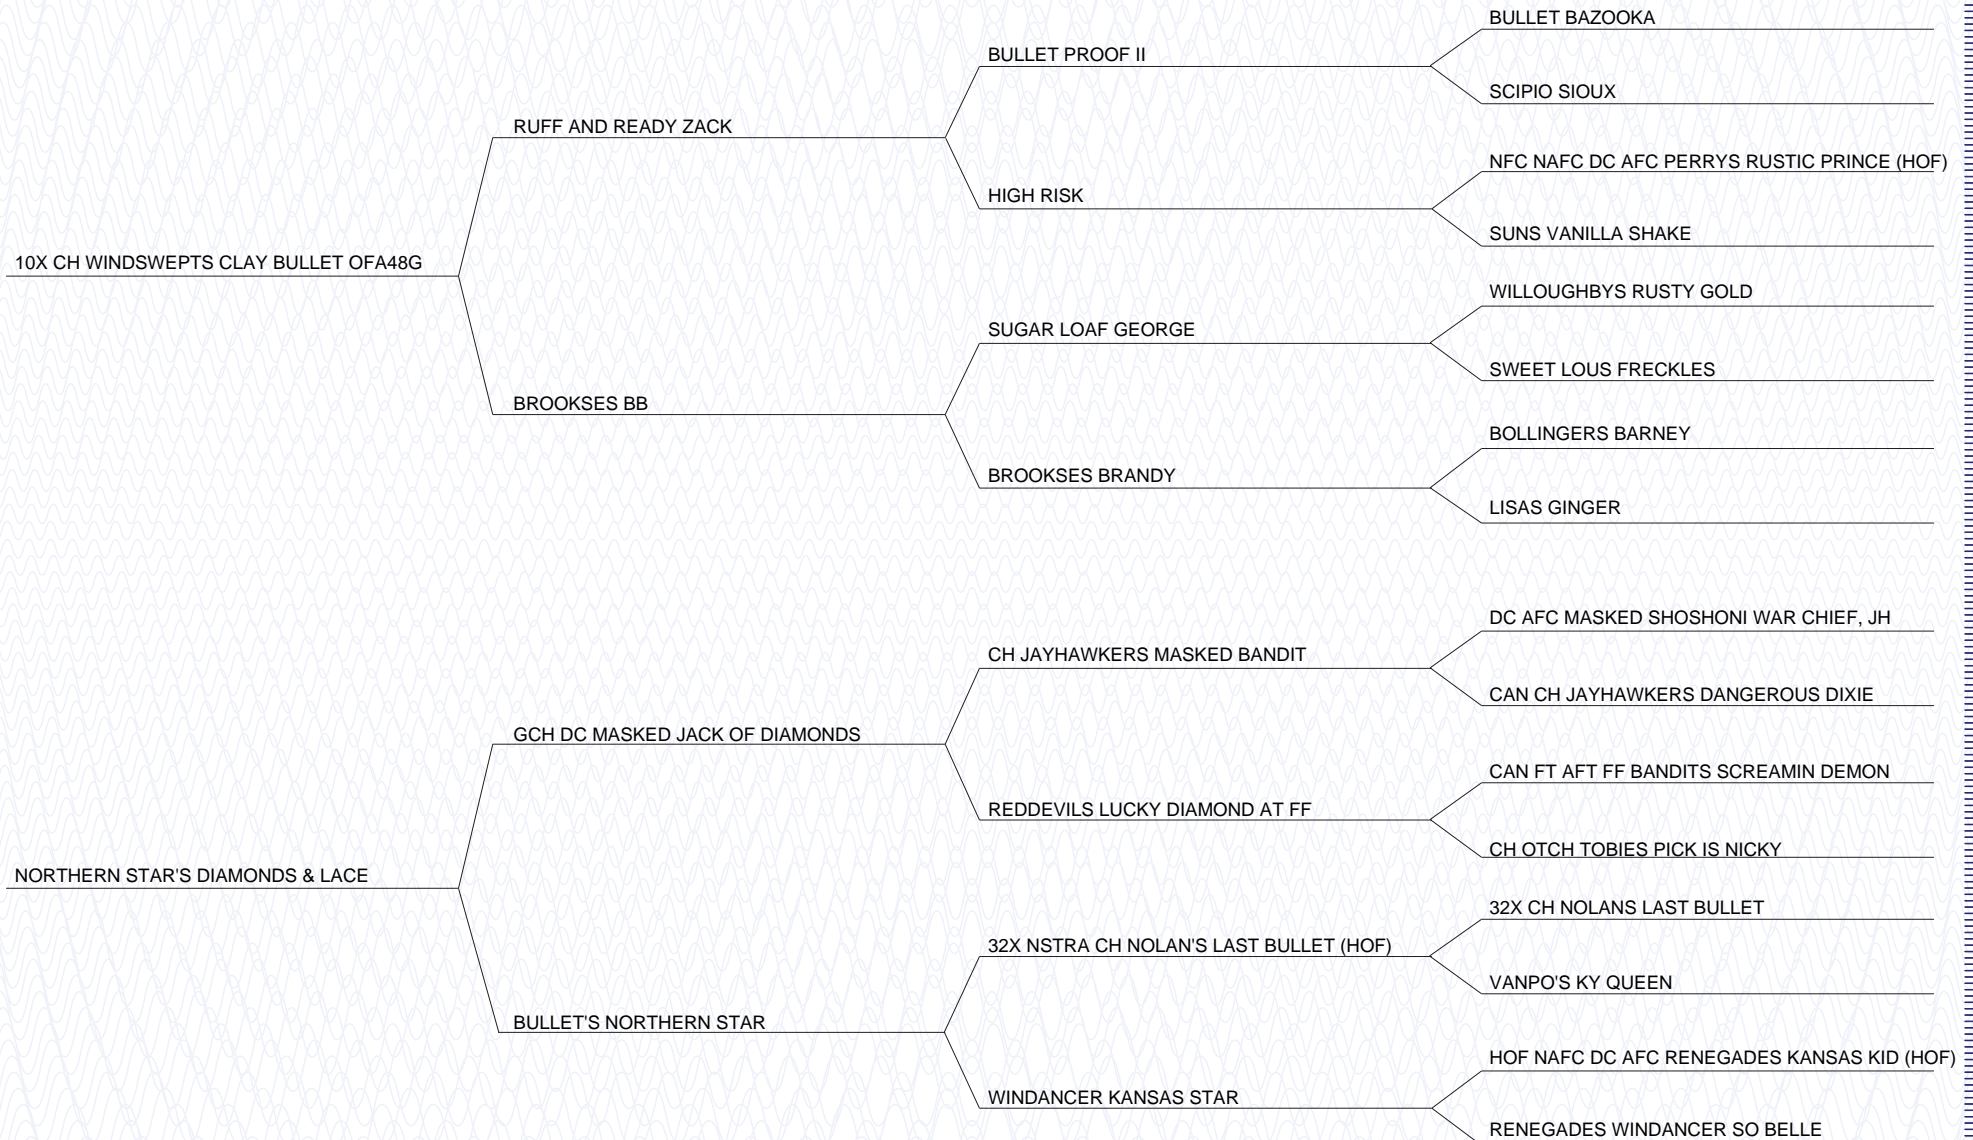 BULLET BAZOOKA
BULLET PROOF II
SCIPIO SIOUX
RUFF AND READY ZACK
NFC NAFC DC AFC PERRYS RUSTIC PRINCE (HOF)
HIGH RISK
SUNS VANILLA SHAKE
10X CH WINDSWEPTS CLAY BULLET OFA48G
WILLOUGHBYS RUSTY GOLD
SUGAR LOAF GEORGE
SWEET LOUS FRECKLES
BROOKSES BB
BOLLINGERS BARNEY
BROOKSES BRANDY
LISAS GINGER
DC AFC MASKED SHOSHONI WAR CHIEF, JH
CH JAYHAWKERS MASKED BANDIT
CAN CH JAYHAWKERS DANGEROUS DIXIE
GCH DC MASKED JACK OF DIAMONDS
CAN FT AFT FF BANDITS SCREAMIN DEMON
REDDEVILS LUCKY DIAMOND AT FF
CH OTCH TOBIES PICK IS NICKY
NORTHERN STAR'S DIAMONDS & LACE
32X CH NOLANS LAST BULLET
32X NSTRA CH NOLAN'S LAST BULLET (HOF)
VANPO'S KY QUEEN
BULLET'S NORTHERN STAR
HOF NAFC DC AFC RENEGADES KANSAS KID (HOF)
WINDANCER KANSAS STAR
RENEGADES WINDANCER SO BELLE